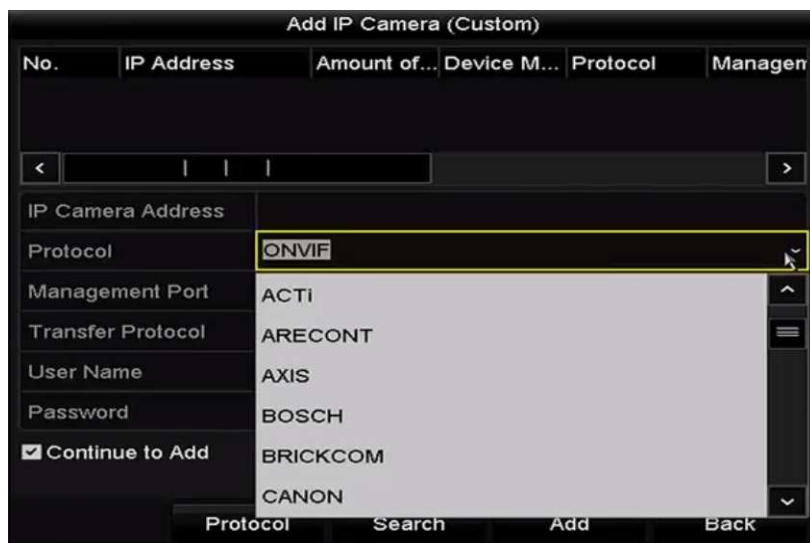 Add IP Camera (Custom)
No. IP Address Amount of... Device M... Protocol Managem
IP Camera Address
Protocol ONVIF
Management Port ACTi
Transfer Protocol ARECONT
User Name AXIS
Password BOSCH
Continue to Add BRICKCOM
CANON
Protocol Search Add Back